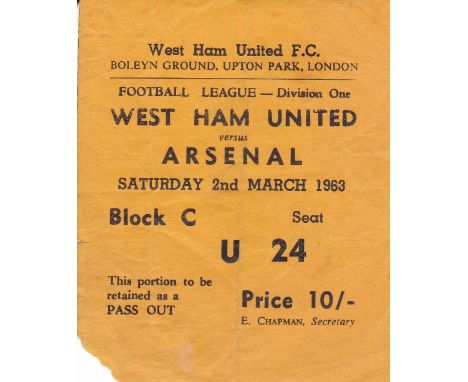 West Ham United F.C.
BOLEYN GROUND, UPTON PARK, LONDON
FOOTBALL LEAGUE — Division One
WEST HAM UNITED
versus
ARSENAL
SATURDAY 2nd MARCH 1963
Block C Seat
U 24
This portion to be
retained as a
PASS OUT
Price 10/-
E. CHAPMAN, Secretary